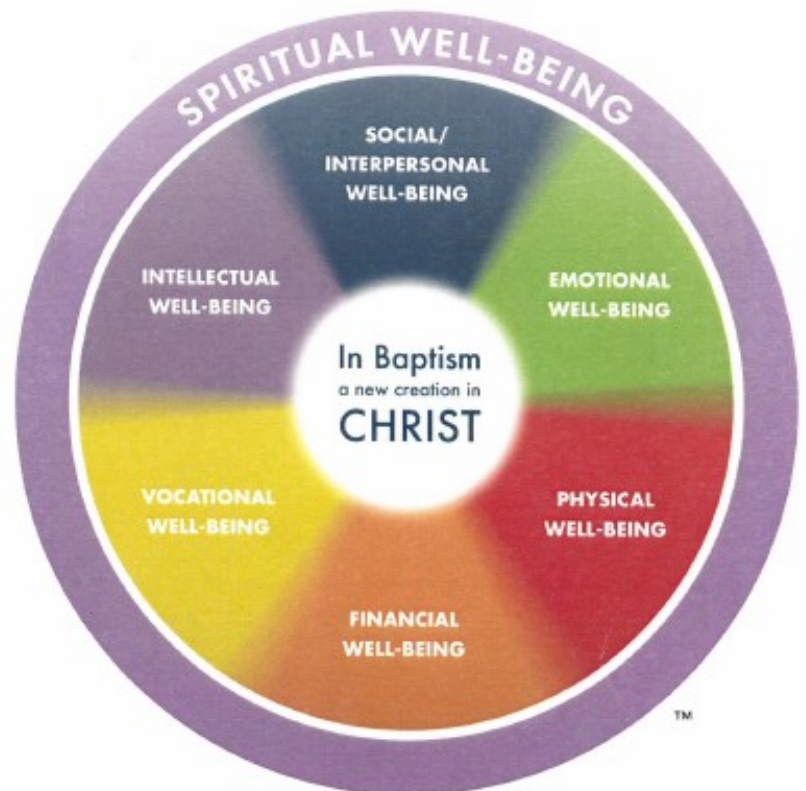 SPIRITUAL WELL-BEING
SOCIAL/
INTERPERSONAL
WELL-BEING
EMOTIONAL
WELL-BEING
PHYSICAL
WELL-BEING
FINANCIAL
WELL-BEING
VOCATIONAL
WELL-BEING
INTELLECTUAL
WELL-BEING
In Baptism
a new creation in
CHRIST
TM